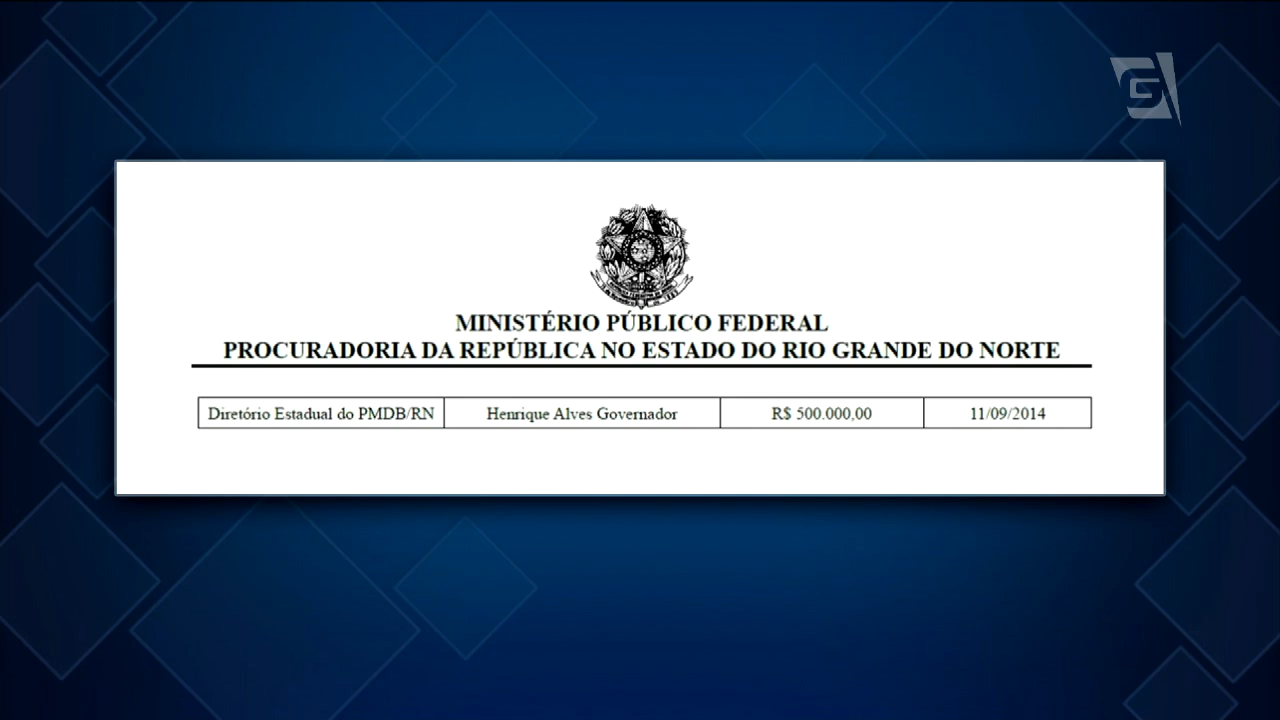 MINISTÉRIO PÚBLICO FEDERAL
PROCURADORIA DA REPÚBLICA NO ESTADO DO RIO GRANDE DO NORTE
Diretório Estadual do PMDB/RN Henrique Alves Governador R$ 500.000,00 11/09/2014